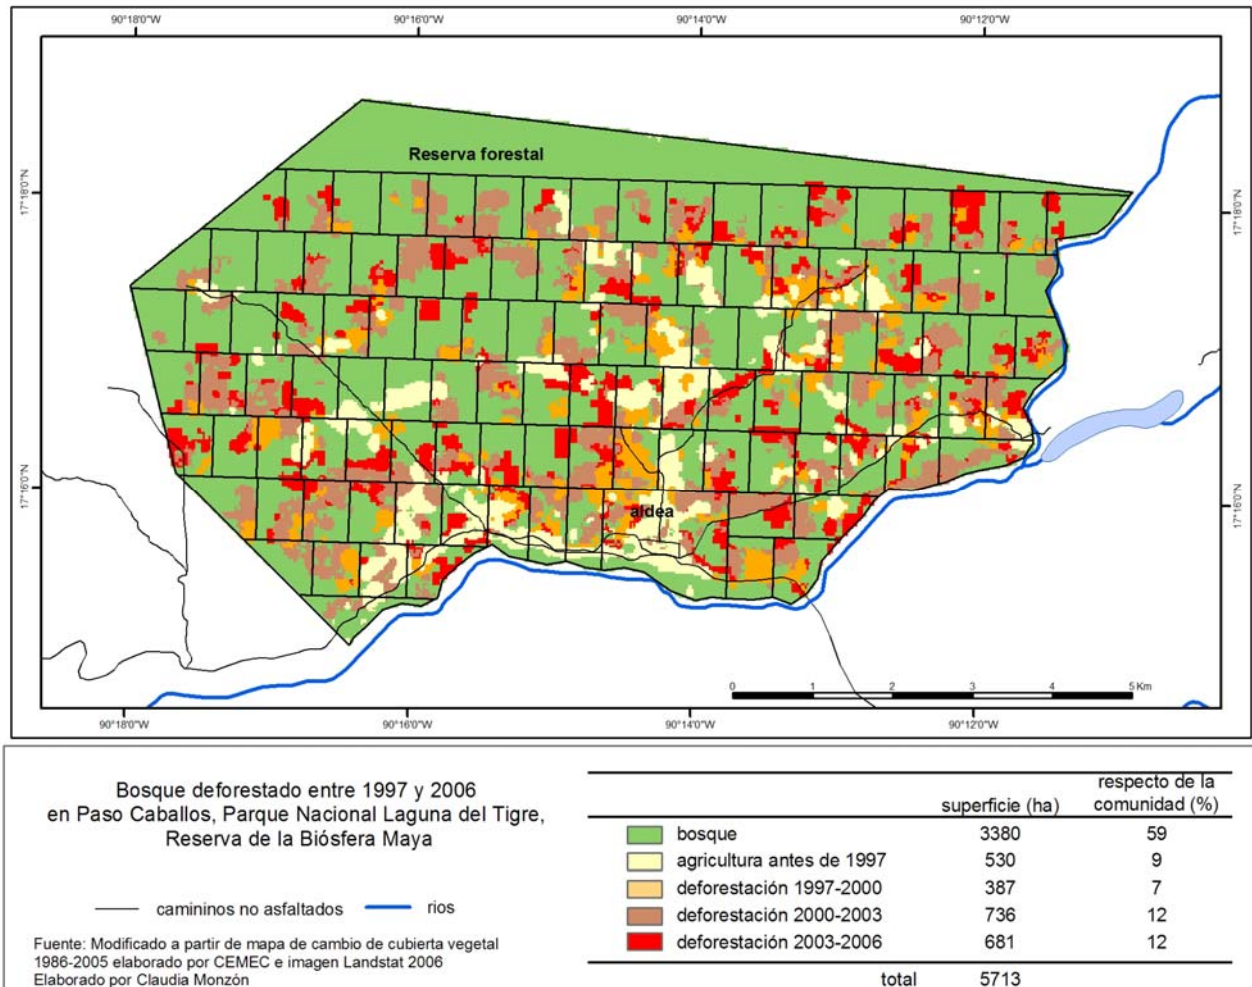 90°18'0"W 90°16'0"W 90°14'0"W 90°12'0"W
17°18'0"N
17°18'0"N
Reserva forestal
17°16'0"N
17°16'0"N
aldea
0 1 2 3 4 5 Km
90°18'0"W 90°16'0"W 90°14'0"W 90°12'0"W
Bosque deforestado entre 1997 y 2006
en Paso Caballos, Parque Nacional Laguna del Tigre,
Reserva de la Biósfera Maya
camininos no asfaltados rios
Fuente: Modificado a partir de mapa de cambio de cubierta vegetal
1986-2005 elaborado por CEMEC e imagen Landstat 2006
Elaborado por Claudia Monzón
superficie (ha) respecto de la
comunidad (%)
bosque 3380 59
agricultura antes de 1997 530 9
deforestación 1997-2000 387 7
deforestación 2000-2003 736 12
deforestación 2003-2006 681 12
total 5713